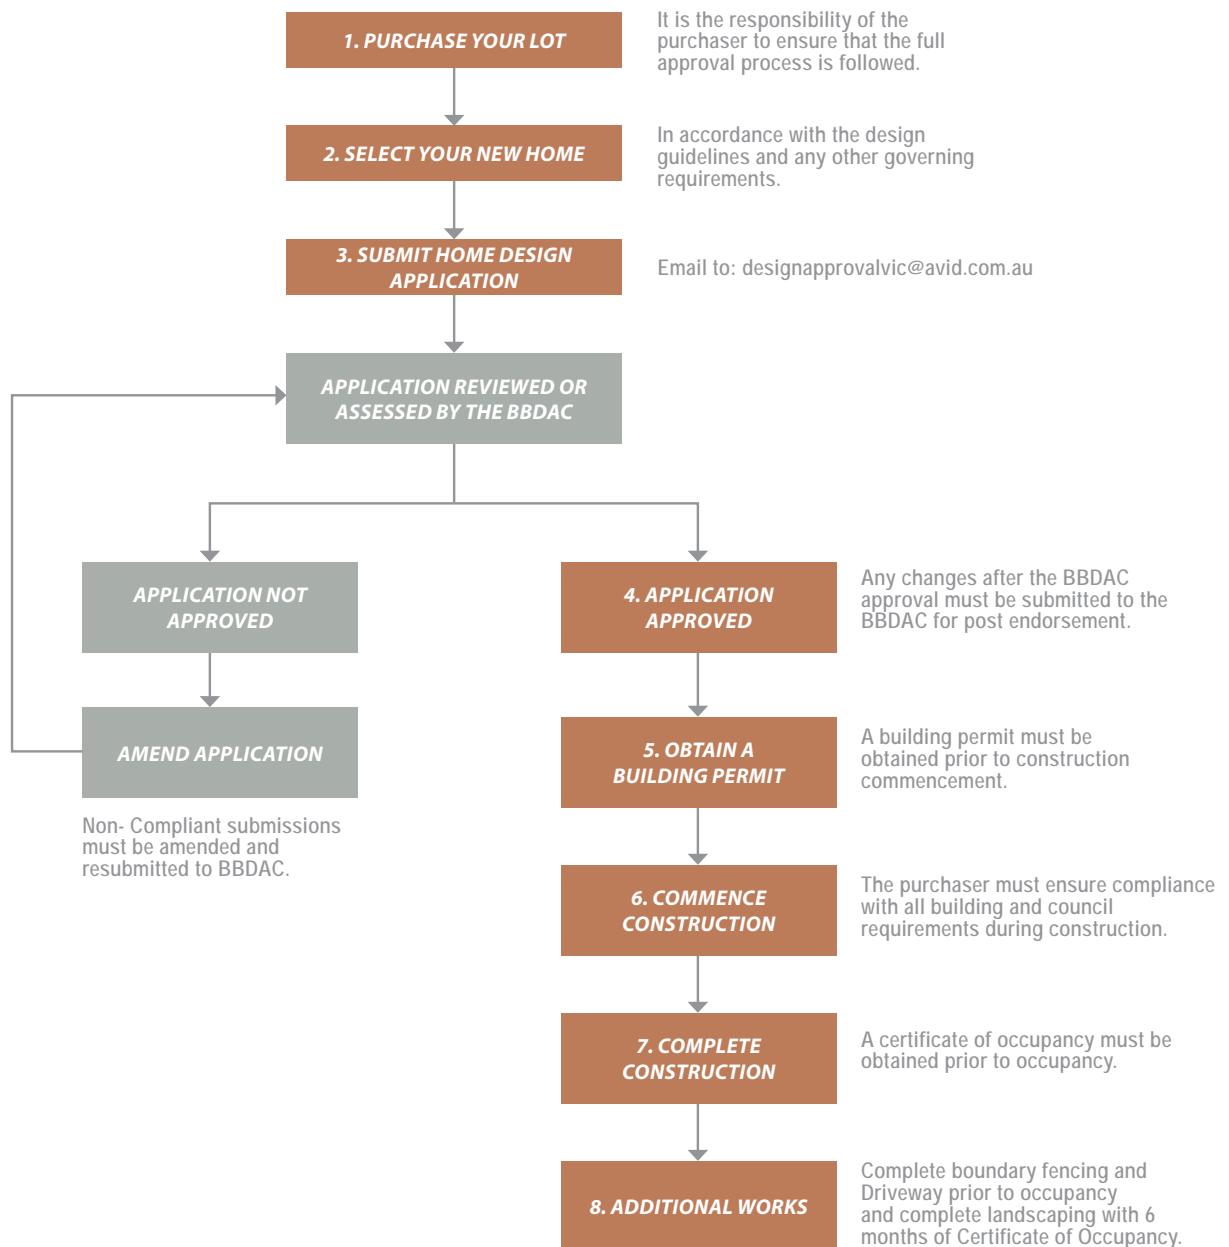 1. PURCHASE YOUR LOT
It is the responsibility of the
purchaser to ensure that the full
approval process is followed.
2. SELECT YOUR NEW HOME
In accordance with the design
guidelines and any other governing
requirements.
3. SUBMIT HOME DESIGN
APPLICATION
Email to: designapprovalvic@avid.com.au
APPLICATION REVIEWED OR
ASSESSED BY THE BBDAC
APPLICATION NOT
APPROVED
AMEND APPLICATION
Non- Compliant submissions
must be amended and
resubmitted to BBDAC.
4. APPLICATION
APPROVED
Any changes after the BBDAC
approval must be submitted to the
BBDAC for post endorsement.
5. OBTAIN A
BUILDING PERMIT
A building permit must be
obtained prior to construction
commencement.
6. COMMENCE
CONSTRUCTION
The purchaser must ensure compliance
with all building and council
requirements during construction.
7. COMPLETE
CONSTRUCTION
A certificate of occupancy must be
obtained prior to occupancy.
8. ADDITIONAL WORKS
Complete boundary fencing and
Driveway prior to occupancy
and complete landscaping with 6
months of Certificate of Occupancy.